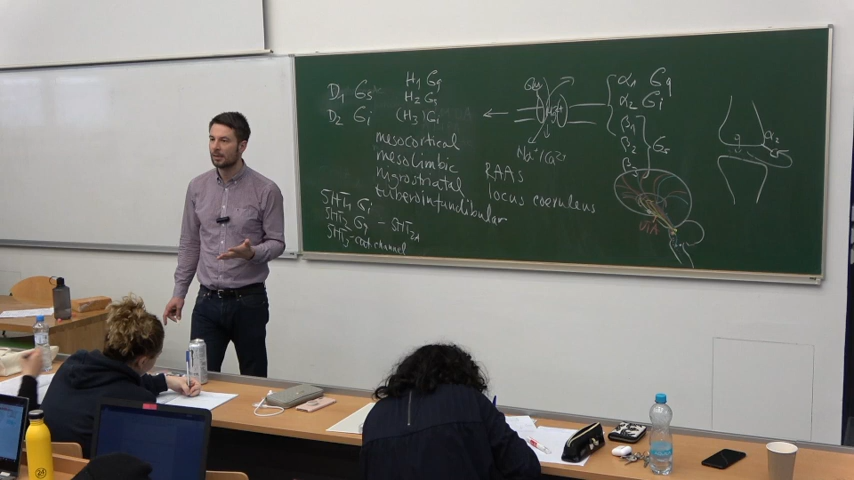 D₁ Gs
D₂ Gi
H₁ Gq
H₂ Gs
(H₃) Gi
mesocortical
mesolimbic
nigrostriatal
tuberoinfundibular
5HT₁ Gi
5HT₂ Gq - 5HT₂A
5HT₃ - cat. channel
Na⁺/Ca²⁺
RAAS
locus coeruleus
α₁ Gq
α₂ Gi
β₁
β₂ Gs
β₃
VTA
α₂